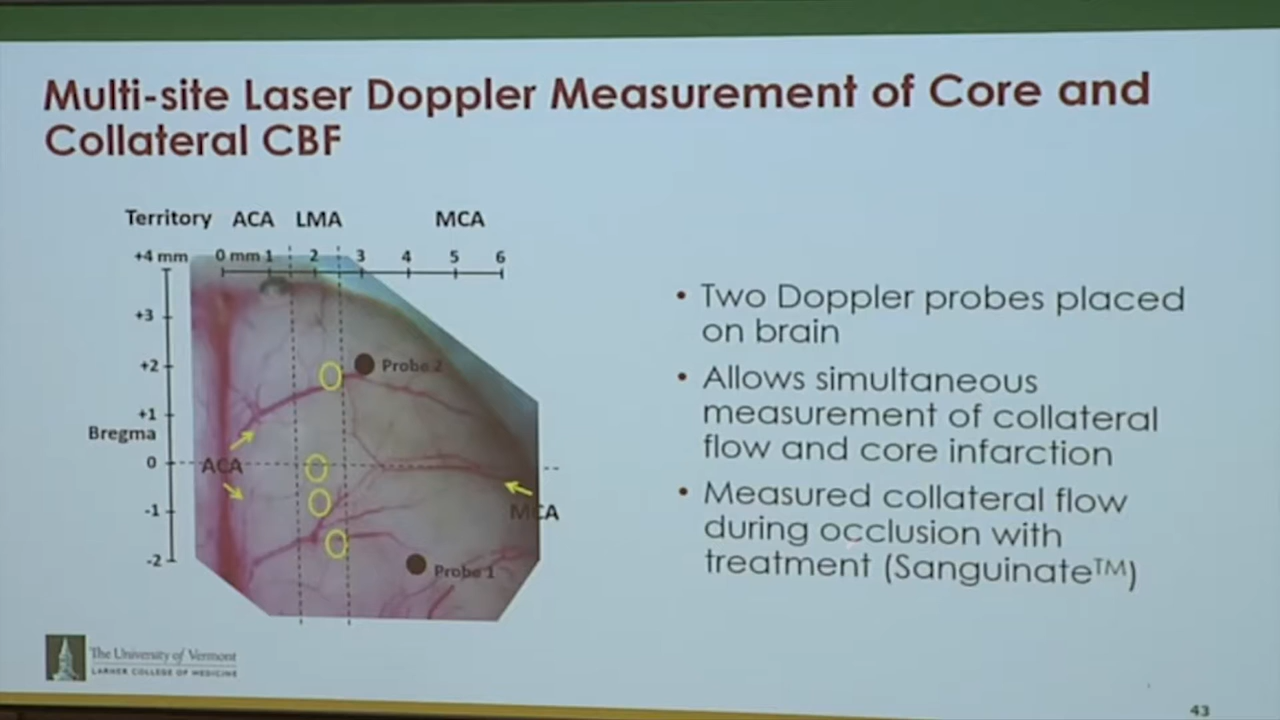 Multi-site Laser Doppler Measurement of Core and
Collateral CBF
Territory ACA LMA MCA
+4 mm 0 mm 1 2 3 4 5 6
+3
+2 Probe 2
+1
Bregma
0 ACA
-1 MCA
-2 Probe 1
• Two Doppler probes placed
on brain
• Allows simultaneous
measurement of collateral
flow and core infarction
• Measured collateral flow
during occlusion with
treatment (Sanguinate™)
The University of Vermont
LARNER COLLEGE OF MEDICINE
43